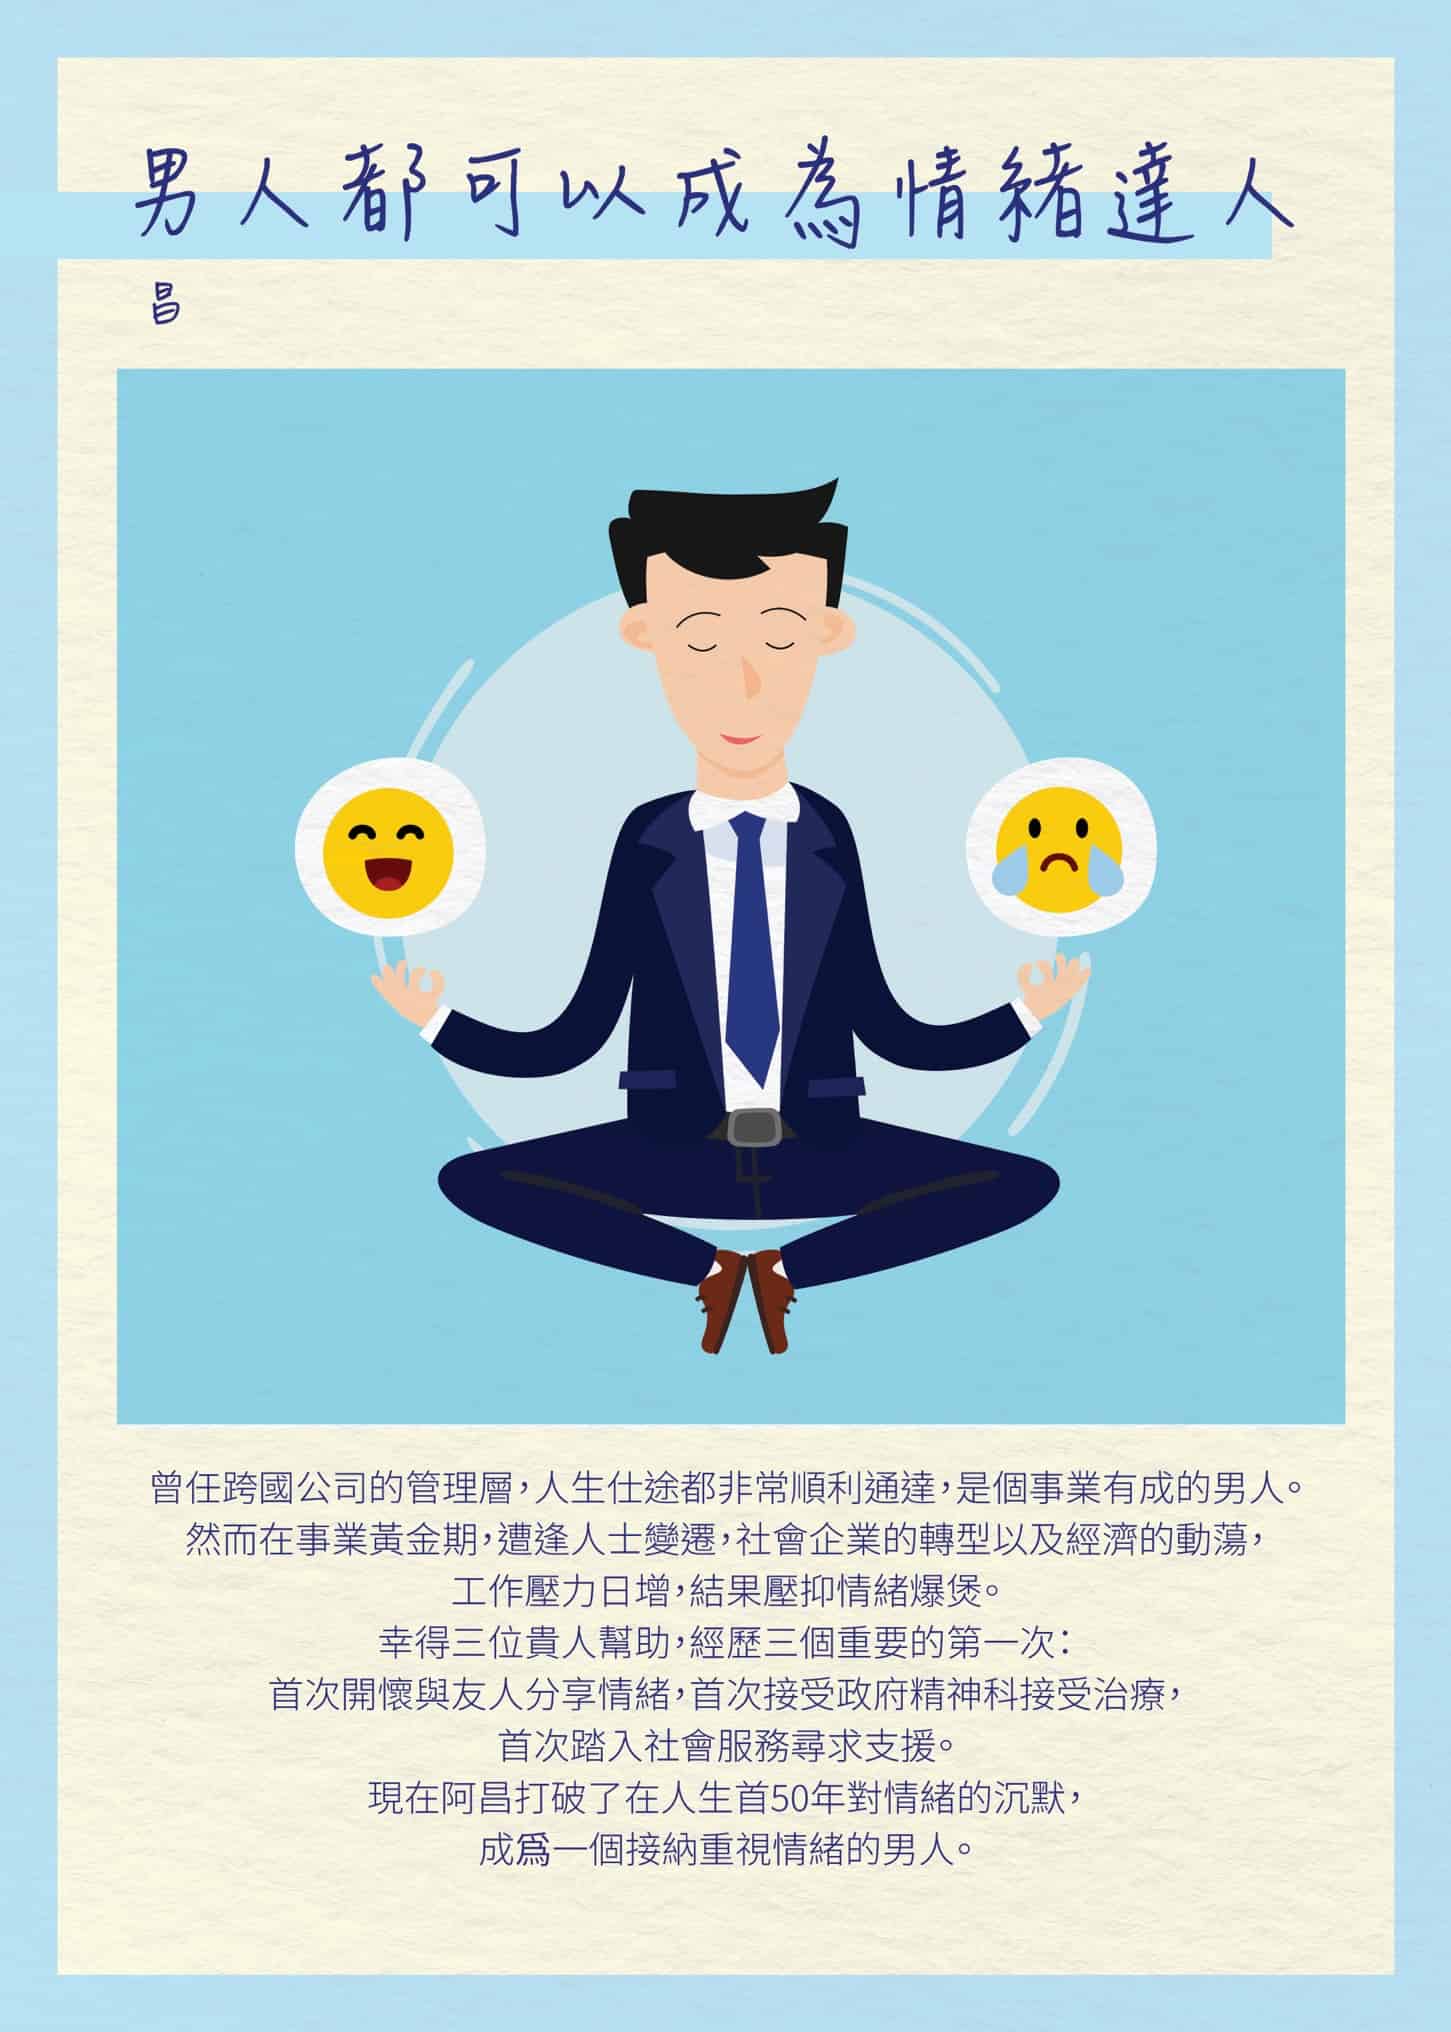 男人都可以成為情緒達人
昌
曾任跨國公司的管理層，人生仕途都非常順利通達，是個事業有成的男人。
然而在事業黃金期，遭逢人士變遷，社會企業的轉型以及經濟的動蕩，
工作壓力日增，結果壓抑情緒爆煲。
幸得三位貴人幫助，經歷三個重要的第一次：
首次開懷與友人分享情緒，首次接受政府精神科接受治療，
首次踏入社會服務尋求支援。
現在阿昌打破了在人生首50年對情緒的沉默，
成爲一個接納重視情緒的男人。